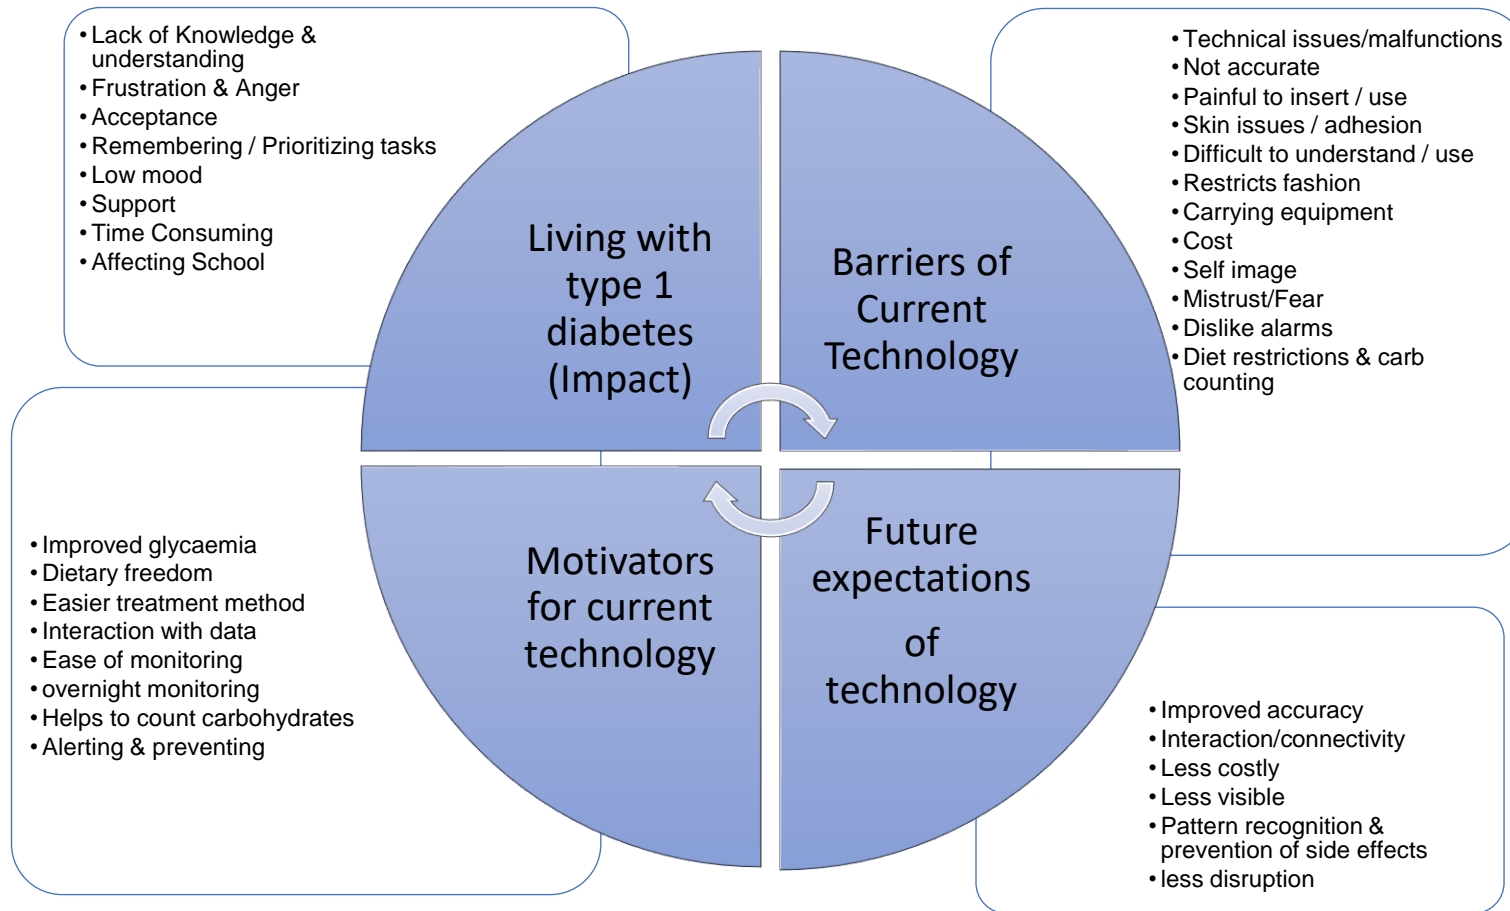 • Lack of Knowledge &
understanding
• Frustration & Anger
• Acceptance
• Remembering / Prioritizing tasks
• Low mood
• Support
• Time Consuming
• Affecting School
Living with
type 1
diabetes
(Impact)
• Technical issues/malfunctions
• Not accurate
• Painful to insert / use
• Skin issues / adhesion
• Difficult to understand / use
• Restricts fashion
• Carrying equipment
• Cost
• Self image
• Mistrust/Fear
• Dislike alarms
• Diet restrictions & carb
counting
Barriers of
Current
Technology
• Improved glycaemia
• Dietary freedom
• Easier treatment method
• Interaction with data
• Ease of monitoring
• overnight monitoring
• Helps to count carbohydrates
• Alerting & preventing
Motivators
for current
technology
Future
expectations
of
technology
• Improved accuracy
• Interaction/connectivity
• Less costly
• Less visible
• Pattern recognition &
prevention of side effects
• less disruption